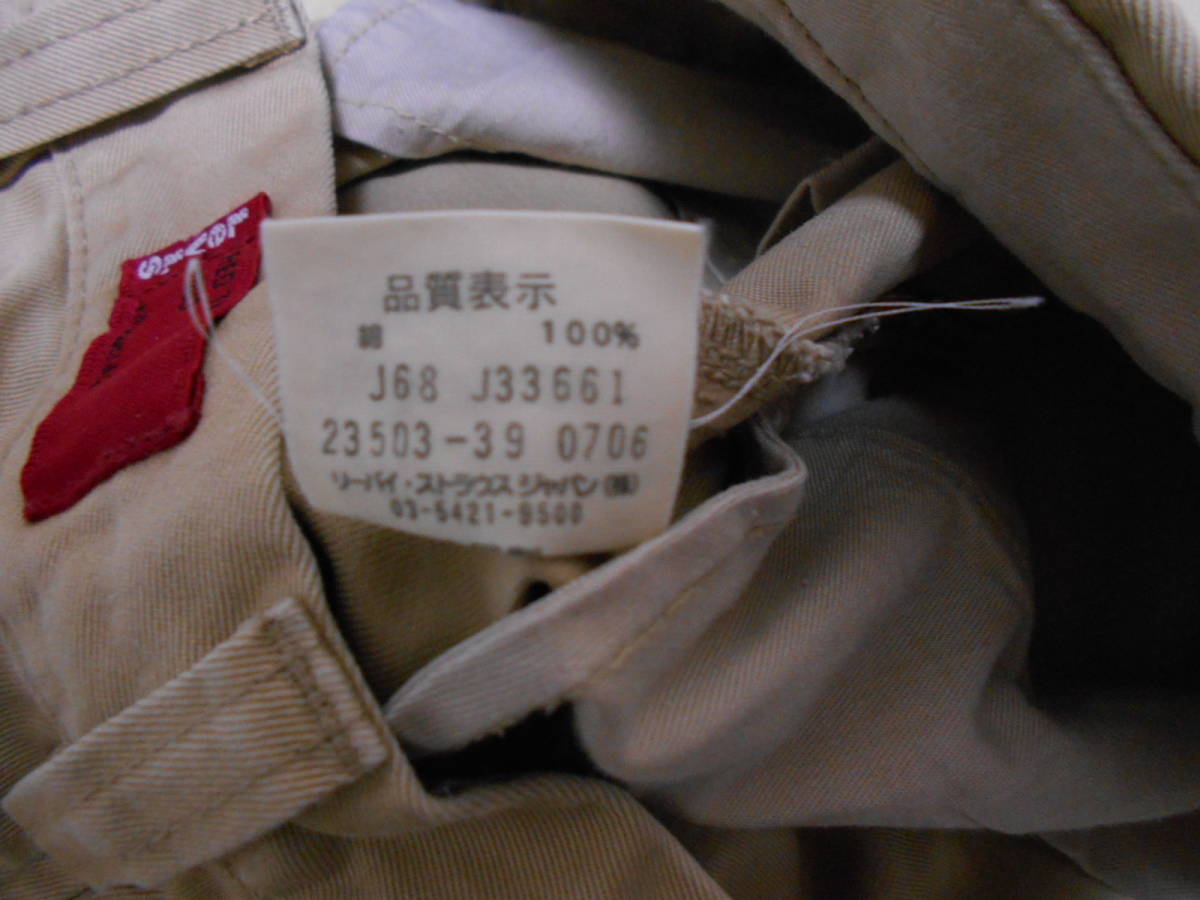 Levi's
品質表示
綿 100%
J68 J33661
23503-39 0706
リーバイ・ストラウス ジャパン(株)
03-5421-9500